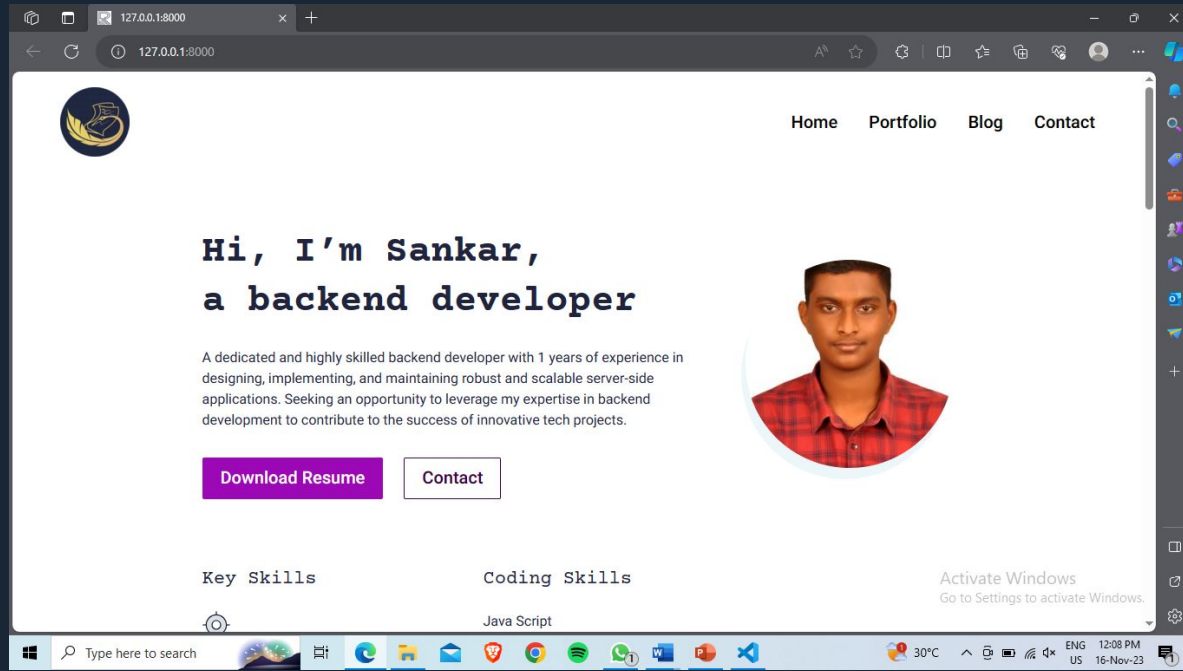 127.0.0.1:8000
127.0.0.1:8000
Home Portfolio Blog Contact
Hi, I’m Sankar,
a backend developer
A dedicated and highly skilled backend developer with 1 years of experience in
designing, implementing, and maintaining robust and scalable server-side
applications. Seeking an opportunity to leverage my expertise in backend
development to contribute to the success of innovative tech projects.
Download Resume Contact
Key Skills Coding Skills
Java Script
Activate Windows
Go to Settings to activate Windows.
Type here to search
1
1
30°C
ENG
US
12:08 PM
16-Nov-23
1